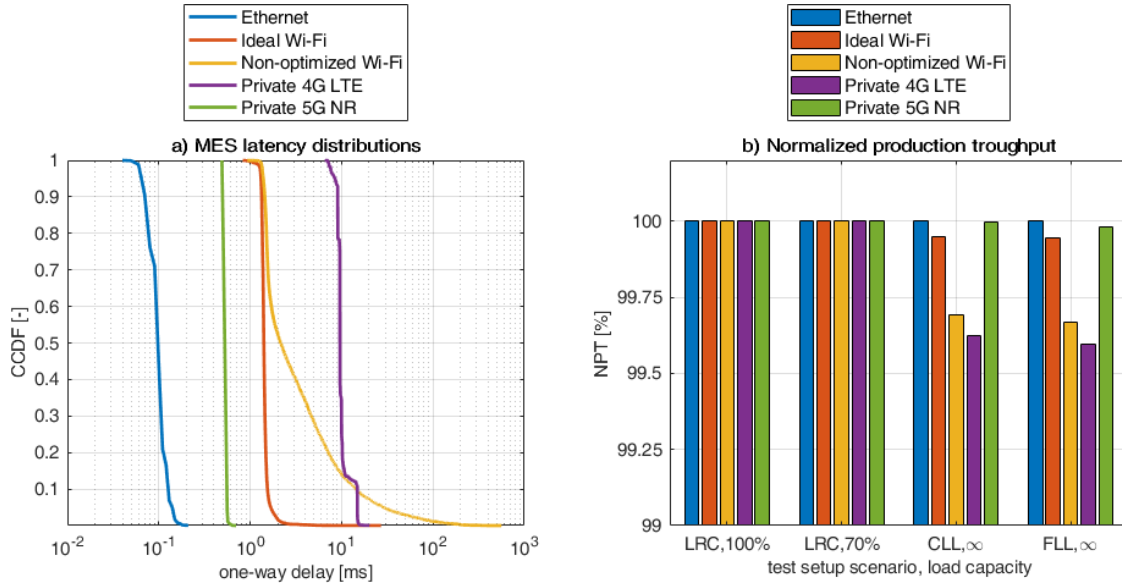 Ethernet
Ideal Wi-Fi
Non-optimized Wi-Fi
Private 4G LTE
Private 5G NR
a) MES latency distributions
1
0.9
0.8
0.7
0.6
0.5
0.4
0.3
0.2
0.1
CCDF [-]
10-2
10-1
100
101
102
103
one-way delay [ms]
Ethernet
Ideal Wi-Fi
Non-optimized Wi-Fi
Private 4G LTE
Private 5G NR
b) Normalized production troughput
100
99.75
99.5
99.25
99
NPT [%]
LRC,100%
LRC,70%
CLL,∞
FLL,∞
test setup scenario, load capacity